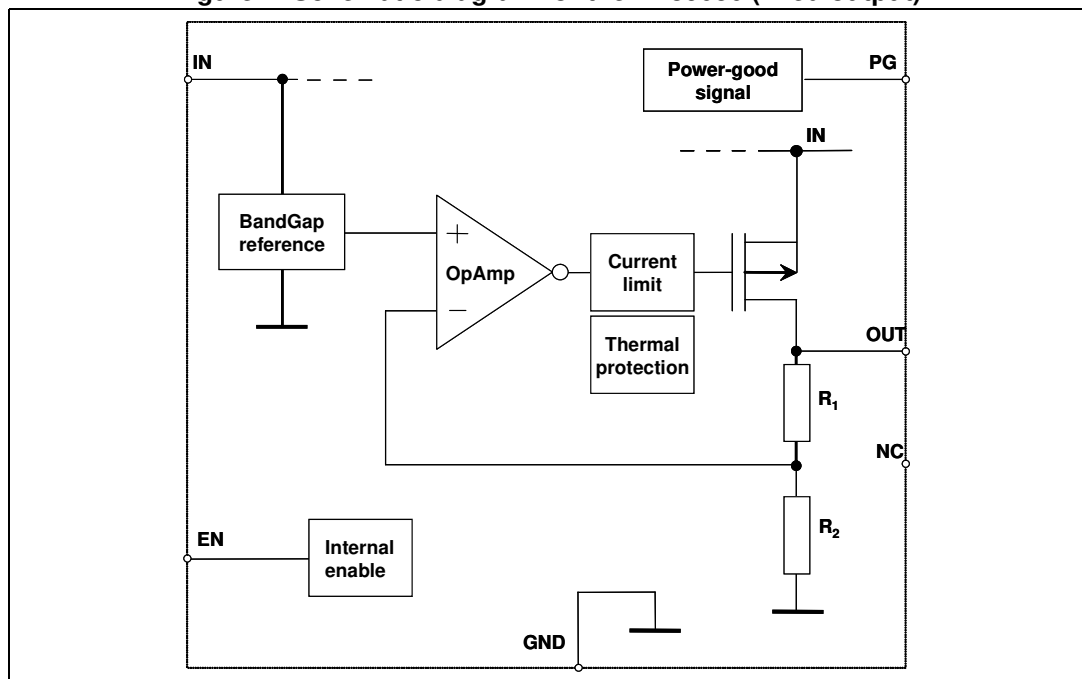 IN
PG
Power-good
signal
IN
BandGap
reference
+
OpAmp
−
Current
limit
Thermal
protection
OUT
R₁
NC
R₂
EN
Internal
enable
GND